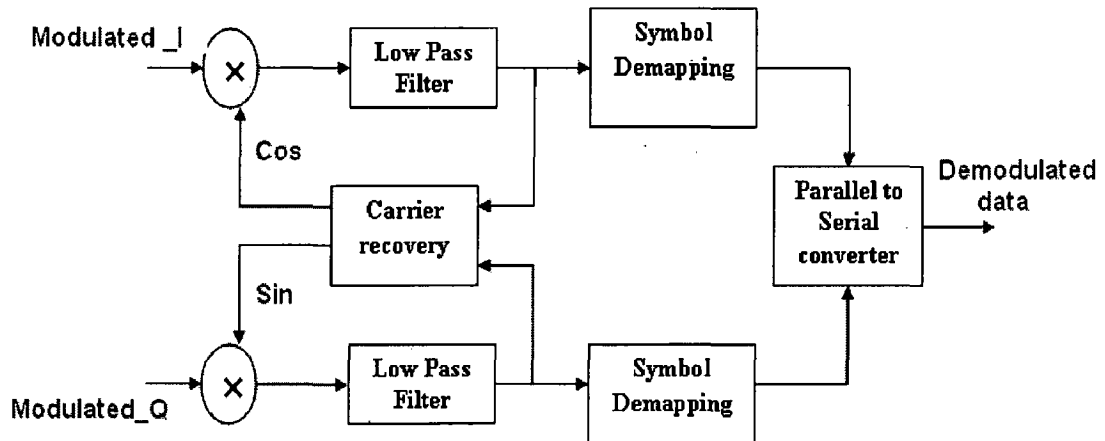 Modulated _I
×
Low Pass
Filter
Symbol
Demapping
Cos
Carrier
recovery
Parallel to
Serial
converter
Demodulated
data
Sin
×
Low Pass
Filter
Symbol
Demapping
Modulated_Q